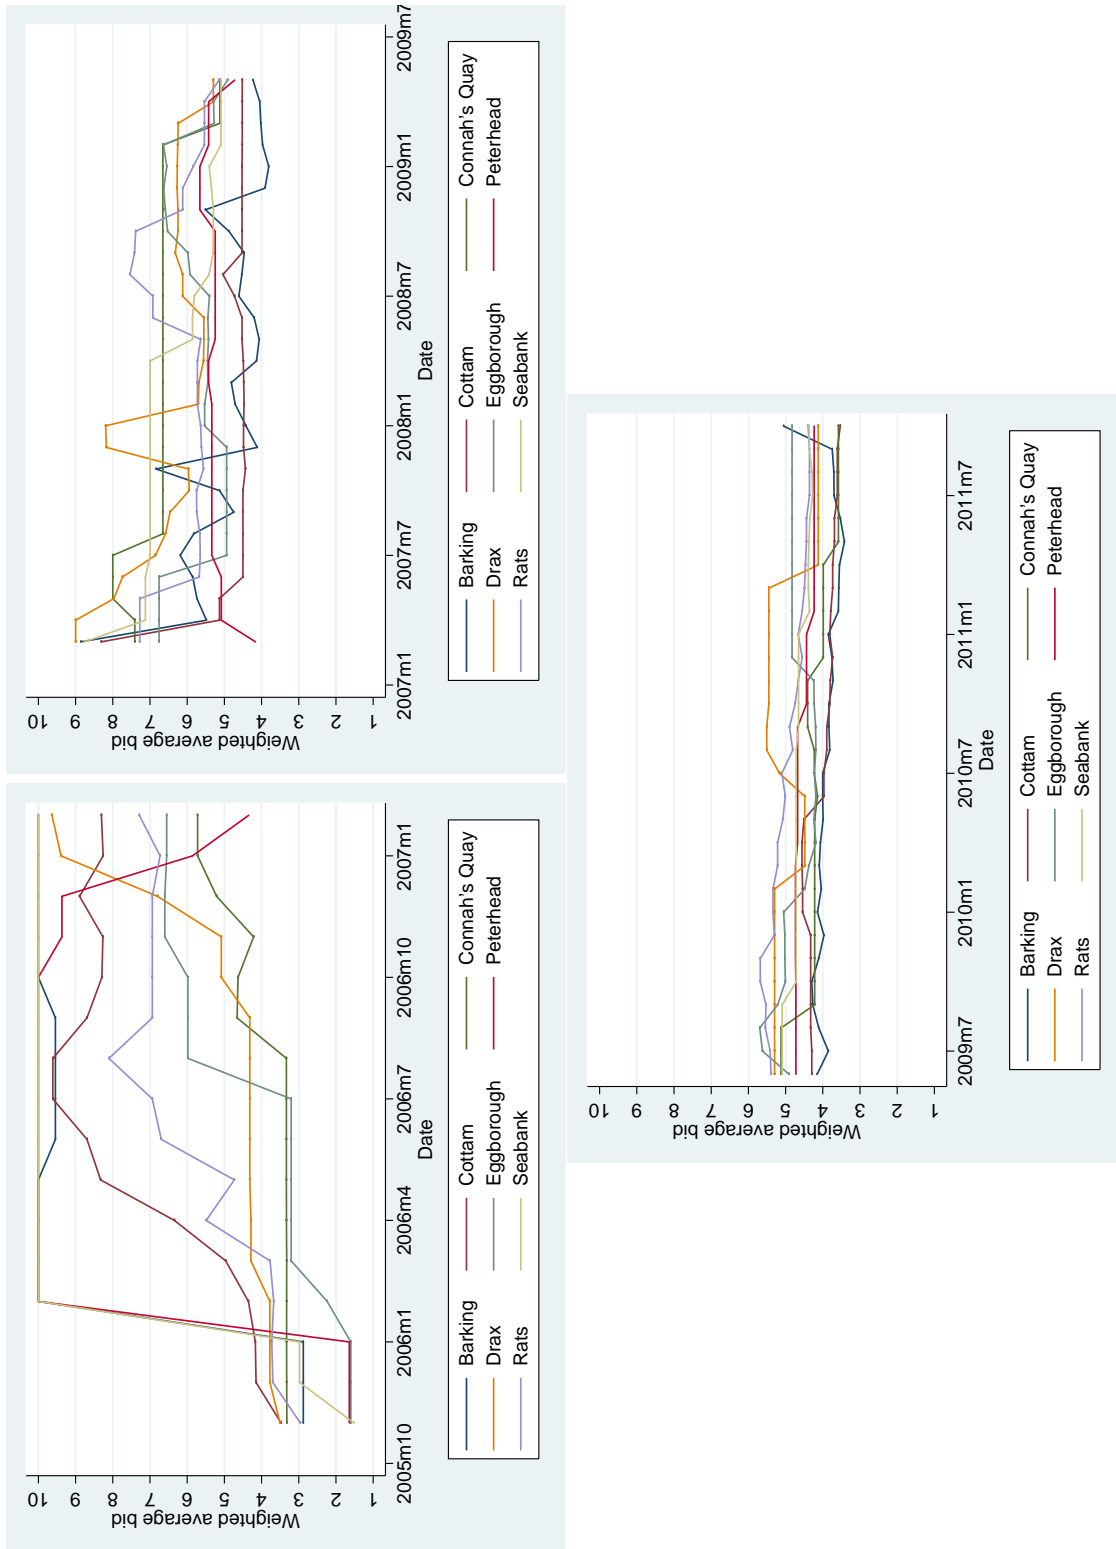 Weighted average bid
1 2 3 4 5 6 7 8 9 10
2005m10 2006m1 2006m4 2006m7 2006m10 2007m1
Date
Barking Cottam Connah's Quay
Drax Eggborough Peterhead
Rats Seabank
Weighted average bid
1 2 3 4 5 6 7 8 9 10
2007m1 2007m7 2008m1 2008m7 2009m1 2009m7
Date
Barking Cottam Connah's Quay
Drax Eggborough Peterhead
Rats Seabank
Weighted average bid
1 2 3 4 5 6 7 8 9 10
2009m7 2010m1 2010m7 2011m1 2011m7
Date
Barking Cottam Connah's Quay
Drax Eggborough Peterhead
Rats Seabank